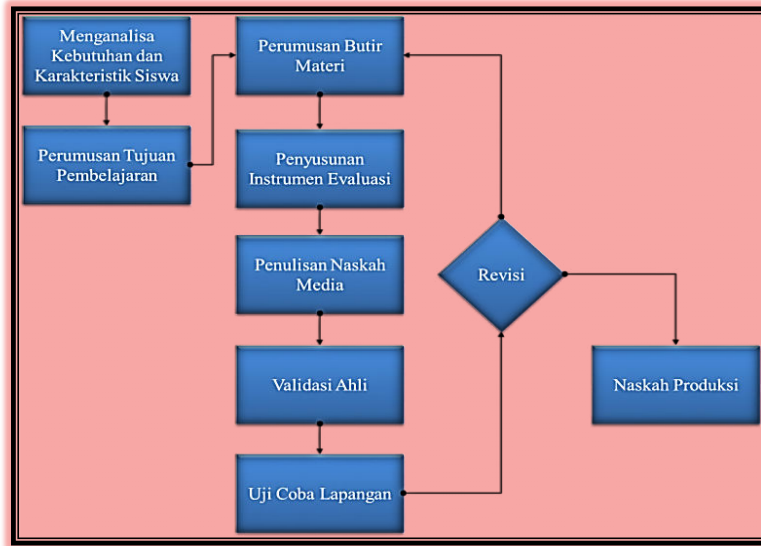 Menganalisa
Kebutuhan dan
Karakteristik Siswa
Perumusan Tujuan
Pembelajaran
Perumusan Butir
Materi
Penyusunan
Instrumen Evaluasi
Penulisan Naskah
Media
Validasi Ahli
Uji Coba Lapangan
Revisi
Naskah Produksi